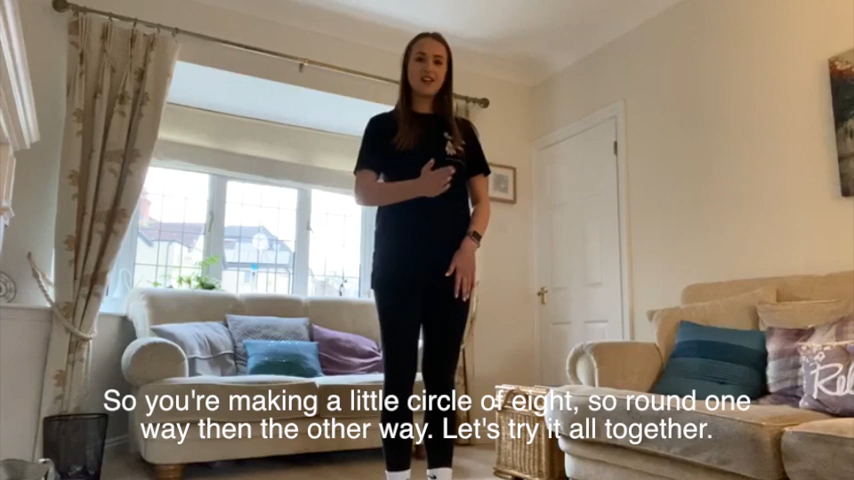 Rel
So you're making a little circle of eight, so round one
way then the other way. Let's try it all together.